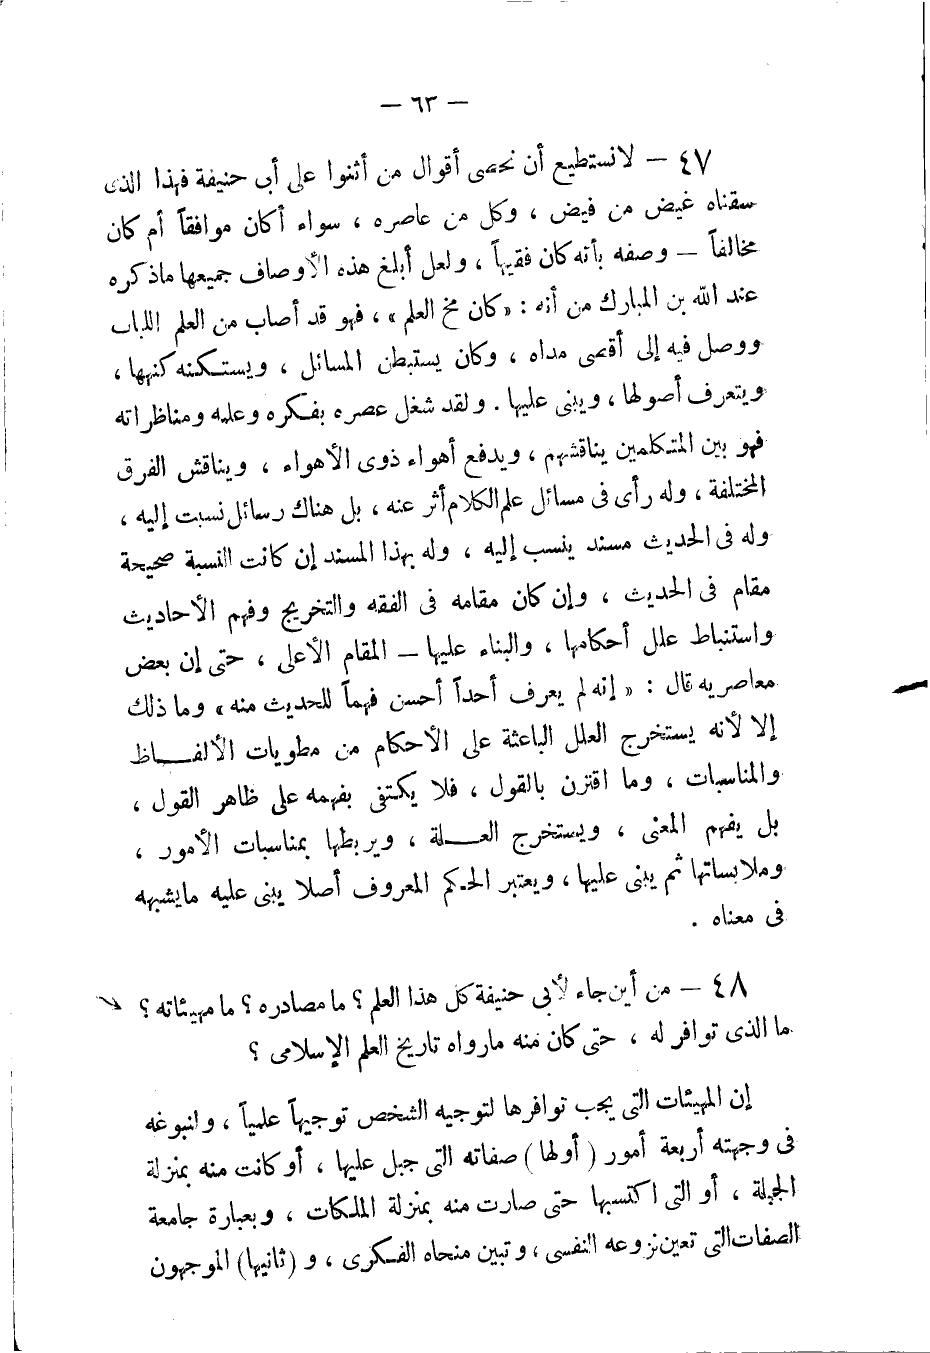 — ٦٣ —
٤٧ — لا نستطيع أن نحصى أقوال من أثنوا على أبى حنيفة فهذا الذى
سقناه غيض من فيض ، وكل من عاصره ، سواء أكان موافقاً أم كان
مخالفاً — وصفه بأنه كان فقيهاً ، ولعل أبلغ هذه الأوصاف جميعها ماذكره
عند الله بن المبارك من أنه : «كان مخ العلم» ، فهو قد أصاب من العلم اللباب
ووصل فيه إلى أقصى مداه ، وكان يستبطن المسائل ، ويستكنه كنهها ،
ويتعرف أصولها ، ويبنى عليها . ولقد شغل عصره بفكره وعلمه ومناظراته
فهو بين المتكلمين يناقشهم ، ويدفع أهواء ذوى الأهواء ، ويناقش الفرق
المختلفة ، وله رأى فى مسائل علم الكلام أثر عنه ، بل هناك رسائل نسبت إليه ،
وله فى الحديث مسند ينسب إليه ، وله بهذا المسند إن كانت النسبة صحيحة
مقام فى الحديث ، وإن كان مقامه فى الفقه والتخريج وفهم الأحاديث
واستنباط علل أحكامها ، والبناء عليها — المقام الأعلى ، حتى إن بعض
معاصريه قال : « إنه لم يعرف أحداً أحسن فهماً للحديث منه » وما ذلك
إلا لأنه يستخرج العلل الباعثة على الأحكام من مطويات الألفــاظ
والمناسبات ، وما اقترن بالقول ، فلا يكتفى بفهمه على ظاهر القول ،
بل يفهم المعنى ، ويستخرج العــلة ، ويربطها بمناسبات الأمور ،
وملابساتها ثم يبنى عليها ، ويعتبر الحكم المعروف أصلا يبنى عليه مايشبهه
فى معناه .
٤٨ — من أين جاء لأبى حنيفة كل هذا العلم ؟ ما مصادره ؟ ما مهيئاته ؟
ما الذى توافر له ، حتى كان منه مارواه تاريخ العلم الإسلامى ؟
إن المهيئات التى يجب توافرها لتوجيه الشخص توجيهاً علمياً ، ولنبوغه
فى وجهته أربعة أمور ( أولها ) صفاته التى جبل عليها ، أو كانت منه بمنزلة
الجبلة ، أو التى اكتسبها حتى صارت منه بمنزلة الملكات ، وبعبارة جامعة
الصفات التى تعين نزوعه النفسى ، وتبين منحاه الفكرى ، و (ثانيها) الموجهون